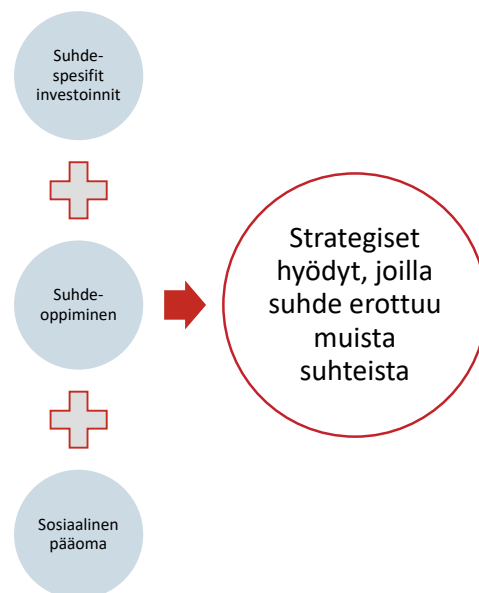 Suhde-
spesifit
investoinnit
Suhde-
oppiminen
Sosiaalinen
pääoma
Strategiset
hyödyt, joilla
suhde erottuu
muista
suhteista